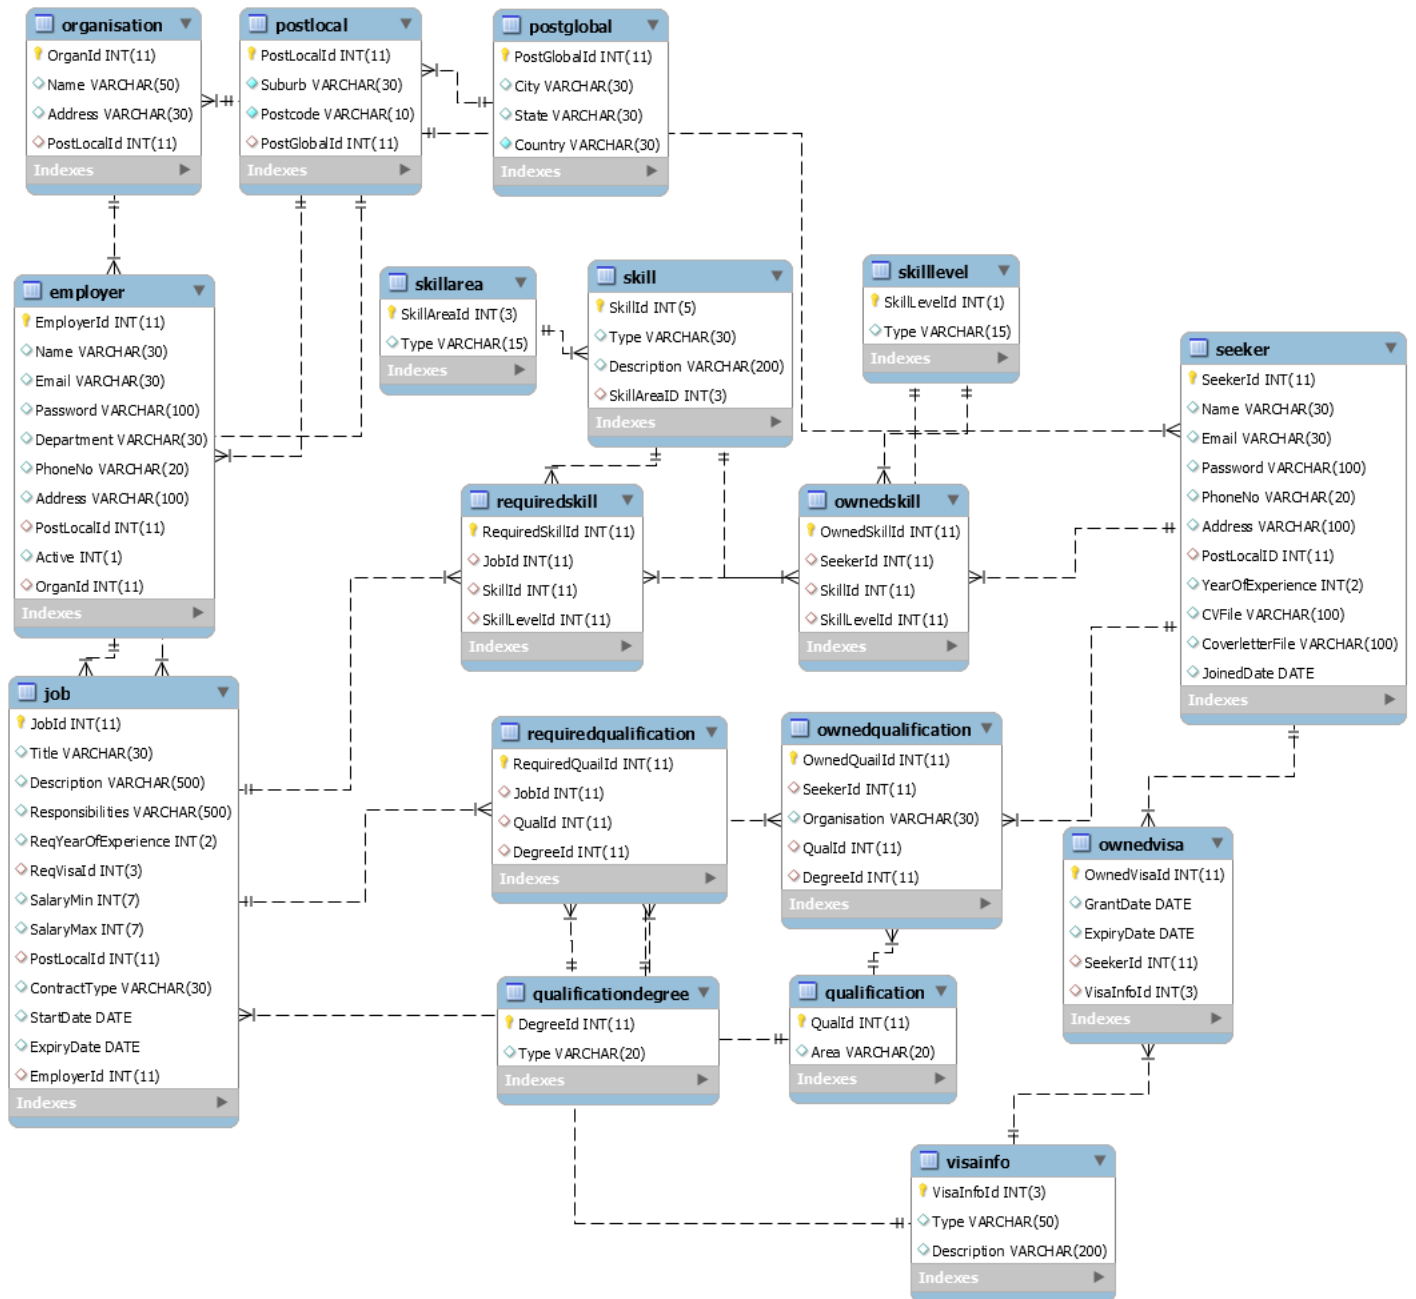 organisation
OrganId INT(11)
Name VARCHAR(50)
Address VARCHAR(30)
PostLocalId INT(11)
Indexes
postlocal
PostLocalId INT(11)
Suburb VARCHAR(30)
Postcode VARCHAR(10)
PostGlobalId INT(11)
Indexes
postglobal
PostGlobalId INT(11)
City VARCHAR(30)
State VARCHAR(30)
Country VARCHAR(30)
Indexes
employer
EmployerId INT(11)
Name VARCHAR(30)
Email VARCHAR(30)
Password VARCHAR(100)
Department VARCHAR(30)
PhoneNo VARCHAR(20)
Address VARCHAR(100)
PostLocalId INT(11)
Active INT(1)
OrganId INT(11)
Indexes
skillarea
SkillAreaId INT(3)
Type VARCHAR(15)
Indexes
skill
SkillId INT(5)
Type VARCHAR(30)
Description VARCHAR(200)
SkillAreaID INT(3)
Indexes
skilllevel
SkillLevelId INT(1)
Type VARCHAR(15)
Indexes
seeker
SeekerId INT(11)
Name VARCHAR(30)
Email VARCHAR(30)
Password VARCHAR(100)
PhoneNo VARCHAR(20)
Address VARCHAR(100)
PostLocalID INT(11)
YearOfExperience INT(2)
CVFile VARCHAR(100)
CoverletterFile VARCHAR(100)
JoinedDate DATE
Indexes
requiredskill
RequiredSkillId INT(11)
JobId INT(11)
SkillId INT(11)
SkillLevelId INT(11)
Indexes
ownedskill
OwnedSkillId INT(11)
SeekerId INT(11)
SkillId INT(11)
SkillLevelId INT(11)
Indexes
job
JobId INT(11)
Title VARCHAR(30)
Description VARCHAR(500)
Responsibilities VARCHAR(500)
ReqYearOfExperience INT(2)
ReqVisaId INT(3)
SalaryMin INT(7)
SalaryMax INT(7)
PostLocalId INT(11)
ContractType VARCHAR(30)
StartDate DATE
ExpiryDate DATE
EmployerId INT(11)
Indexes
requiredqualification
RequiredQuailId INT(11)
JobId INT(11)
QualId INT(11)
DegreeId INT(11)
Indexes
ownedqualification
OwnedQuailId INT(11)
SeekerId INT(11)
Organisation VARCHAR(30)
QualId INT(11)
DegreeId INT(11)
Indexes
ownedvisa
OwnedVisaId INT(11)
GrantDate DATE
ExpiryDate DATE
SeekerId INT(11)
VisaInfoId INT(3)
Indexes
qualificationdegree
DegreeId INT(11)
Type VARCHAR(20)
Indexes
qualification
QualId INT(11)
Area VARCHAR(20)
Indexes
visainfo
VisaInfoId INT(3)
Type VARCHAR(50)
Description VARCHAR(200)
Indexes